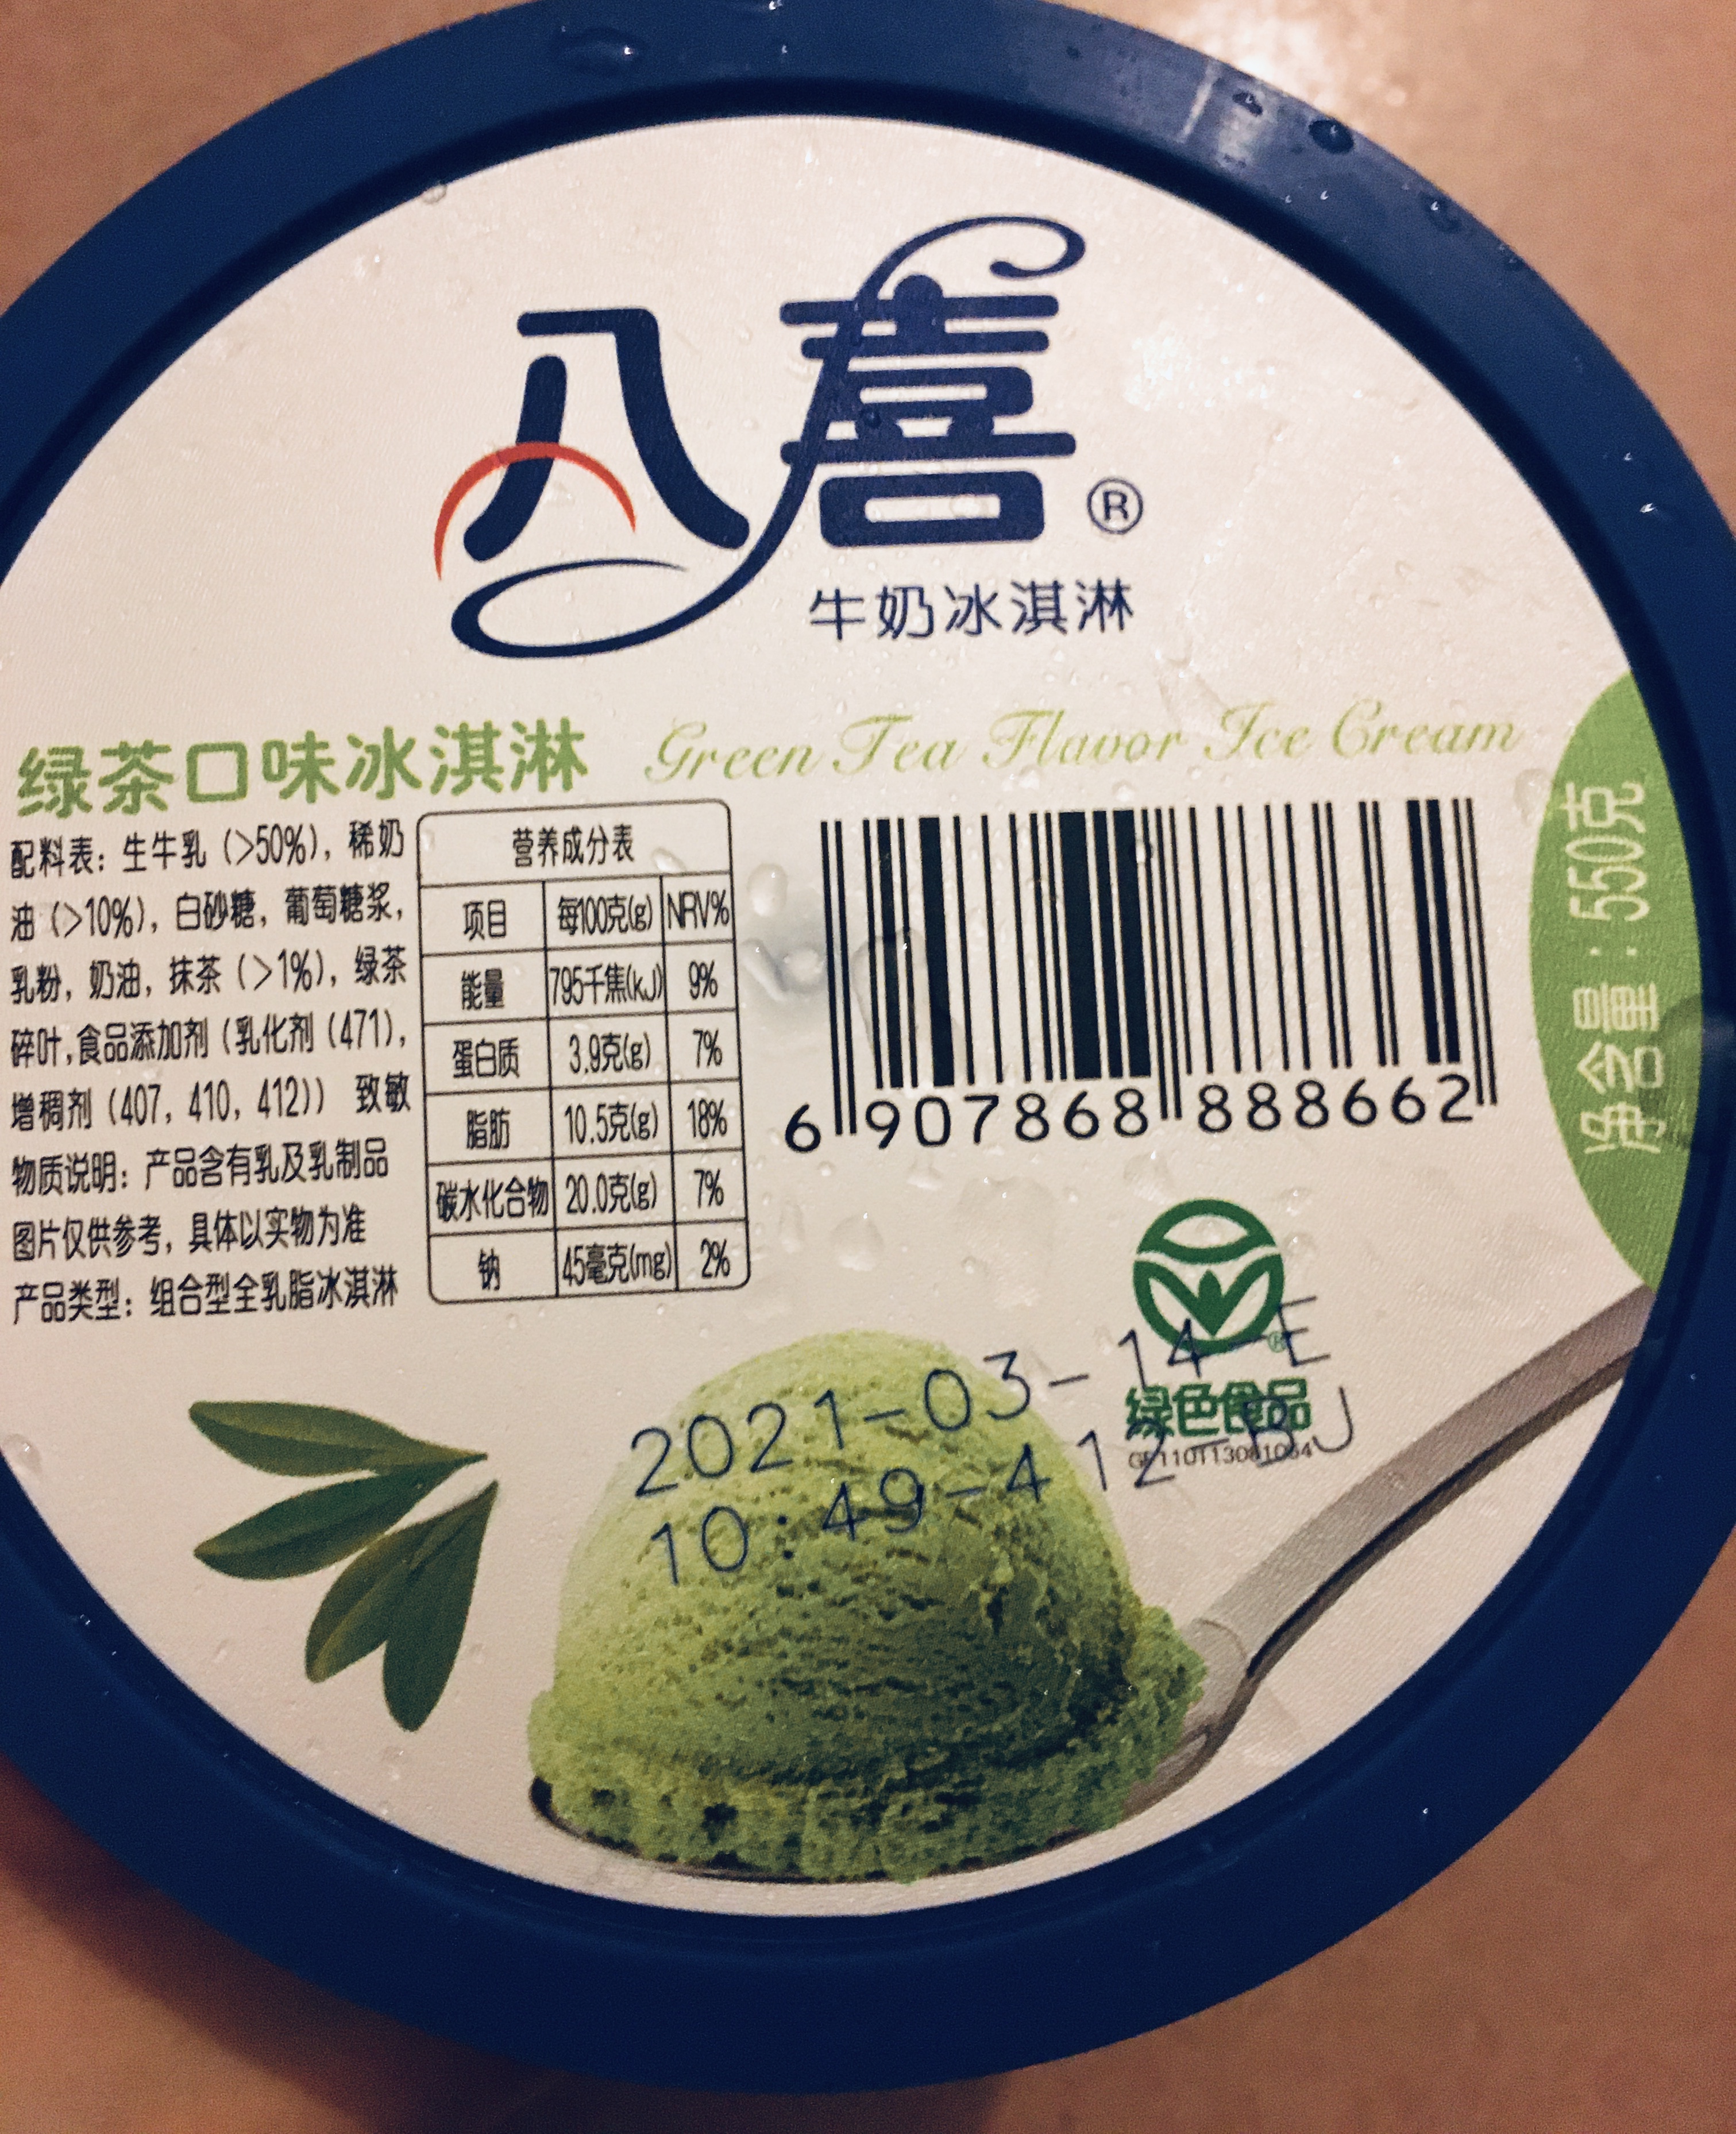 八喜®
牛奶冰淇淋
绿茶口味冰淇淋 Green Tea Flavor Ice Cream
配料表：生牛乳（>50%），稀奶
油（>10%），白砂糖，葡萄糖浆，
乳粉，奶油，抹茶（>1%），绿茶
碎叶，食品添加剂（乳化剂（471），
增稠剂（407，410，412）） 致敏
物质说明：产品含有乳及乳制品
图片仅供参考，具体以实物为准
产品类型：组合型全乳脂冰淇淋
营养成分表
项目 每100克(g) NRV%
能量 795千焦(kJ) 9%
蛋白质 3.9克(g) 7%
脂肪 10.5克(g) 18%
碳水化合物 20.0克(g) 7%
钠 45毫克(mg) 2%
6 907868 888662
净含量：550克
绿色食品
2021-03-14-E
10:49-412-BJ